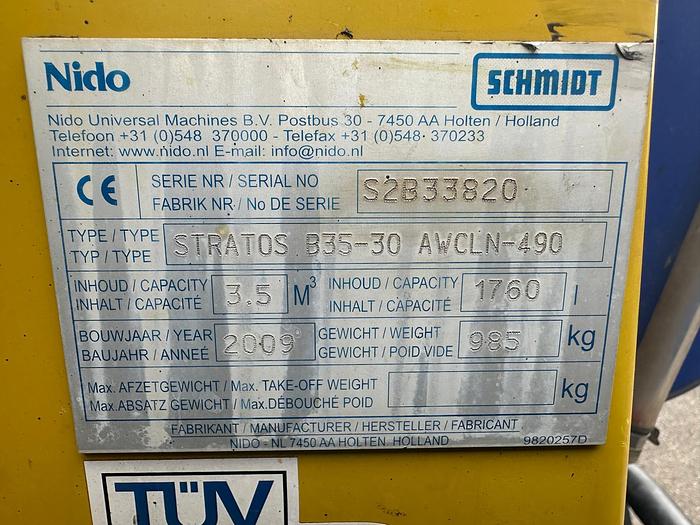 Nido
SCHMIDT
Nido Universal Machines B.V. Postbus 30 - 7450 AA Holten / Holland
Telefoon +31 (0)548 370000 - Telefax +31 (0)548- 370233
Internet: www.nido.nl E-mail: info@nido.nl
CE
SERIE NR / SERIAL NO
FABRIK NR / No DE SERIE
S2B33820
TYPE / TYPE
TYP / TYPE
STRATOS B35-30 AWCLN-490
INHOUD / CAPACITY
INHALT / CAPACITÉ
3.5 M3
INHOUD / CAPACITY
INHALT / CAPACITÉ
1760 l
BOUWJAAR / YEAR
BAUJAHR / ANNEÉ
2009
GEWICHT / WEIGHT
GEWICHT / POID VIDE
985 kg
Max. AFZETGEWICHT / Max. TAKE-OFF WEIGHT
Max. ABSATZ GEWICHT / Max. DÉBOUCHÉ POID
kg
FABRIKANT / MANUFACTURER / HERSTELLER / FABRICANT
NIDO - NL 7450 AA HOLTEN, HOLLAND
9820257D
TÜV